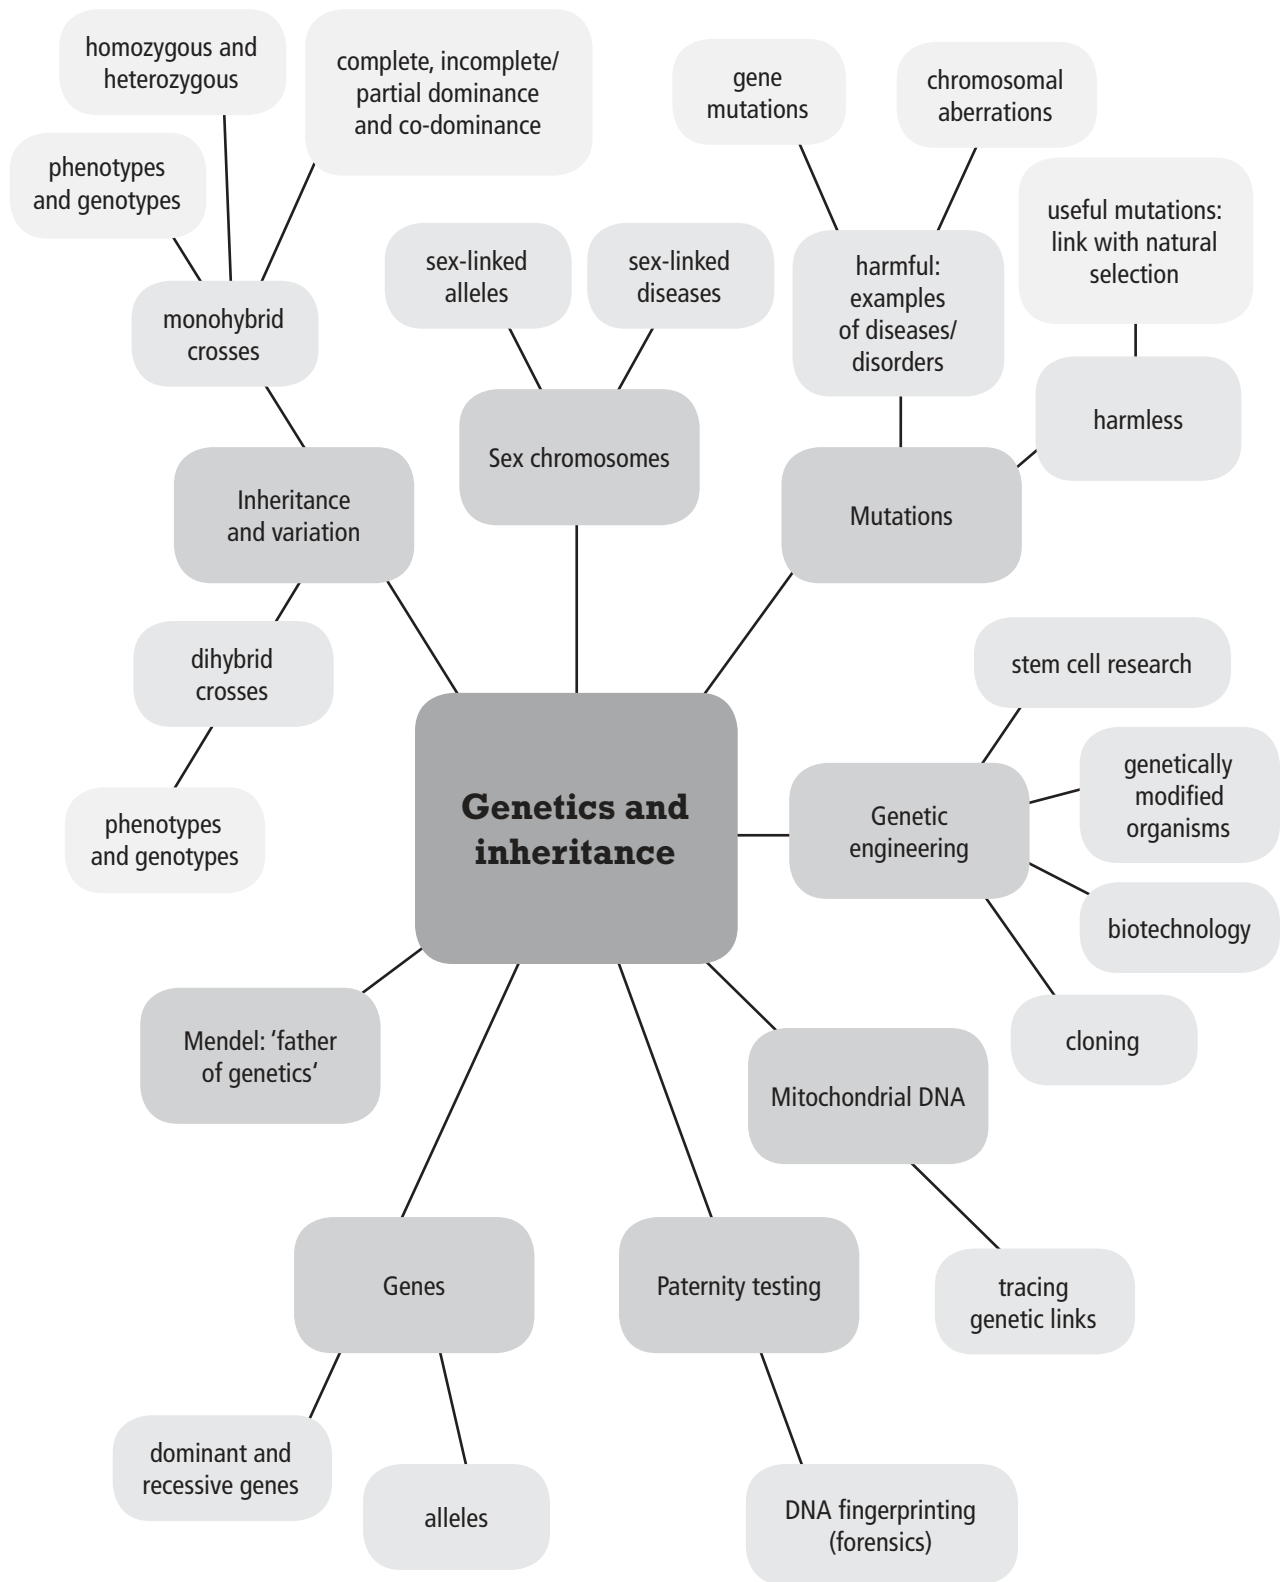 homozygous and
heterozygous
complete, incomplete/
partial dominance
and co-dominance
gene
mutations
chromosomal
aberrations
phenotypes
and genotypes
useful mutations:
link with natural
selection
sex-linked
alleles
sex-linked
diseases
harmful:
examples
of diseases/
disorders
monohybrid
crosses
harmless
Sex chromosomes
Inheritance
and variation
Mutations
dihybrid
crosses
stem cell research
genetically
modified
organisms
Genetics and
inheritance
Genetic
engineering
phenotypes
and genotypes
biotechnology
Mendel: ‘father
of genetics‘
cloning
Mitochondrial DNA
Genes
Paternity testing
tracing
genetic links
dominant and
recessive genes
alleles
DNA fingerprinting
(forensics)